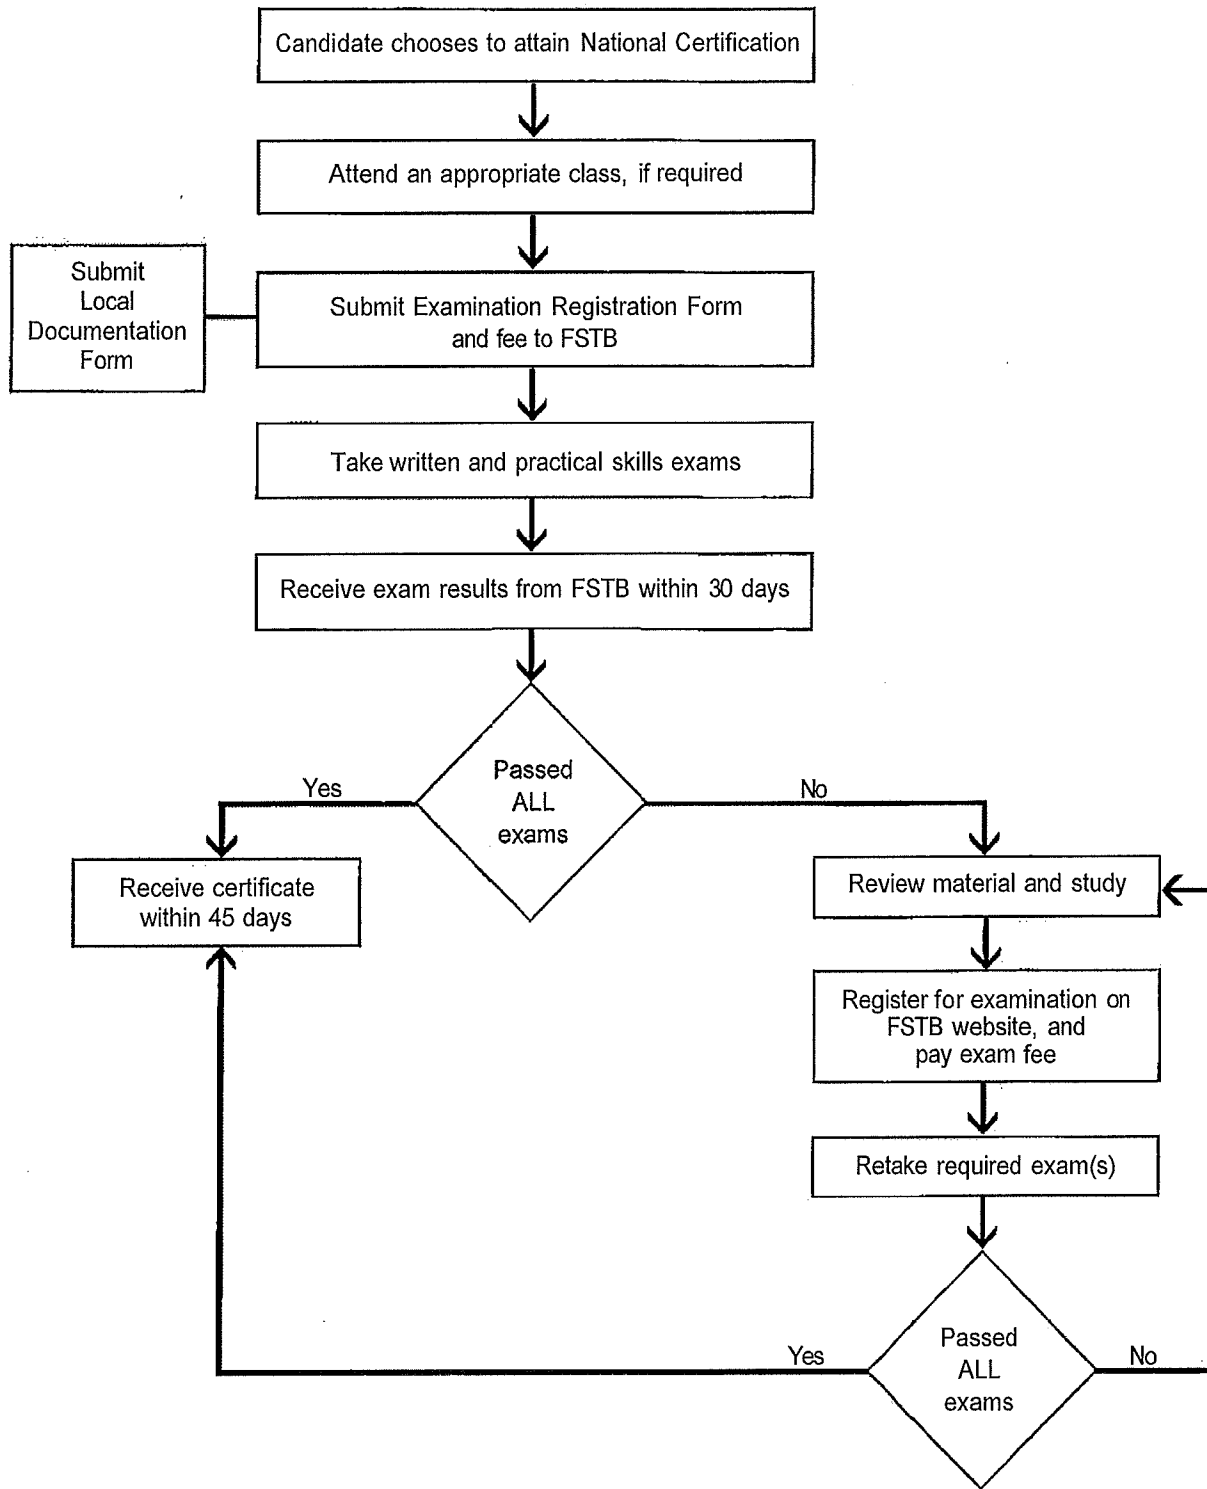 Candidate chooses to attain National Certification
Attend an appropriate class, if required
Submit
Local
Documentation
Form
Submit Examination Registration Form
and fee to FSTB
Take written and practical skills exams
Receive exam results from FSTB within 30 days
Passed
ALL
exams
Yes
No
Receive certificate
within 45 days
Review material and study
Register for examination on
FSTB website, and
pay exam fee
Retake required exam(s)
Passed
ALL
exams
Yes
No